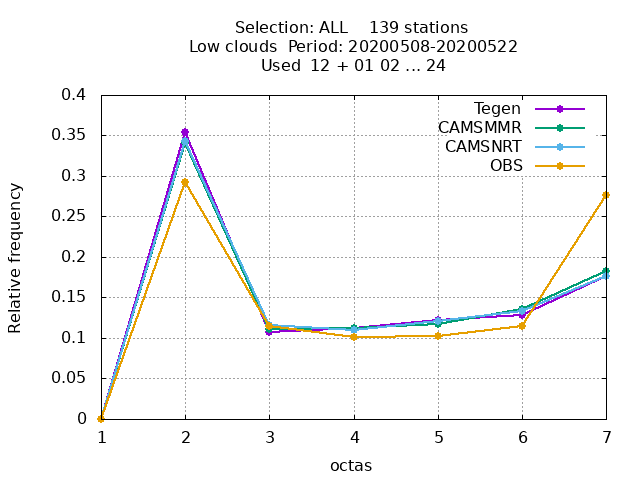 Selection: ALL    139 stations
Low clouds  Period: 20200508-20200522
Used  12 + 01 02 ... 24
Tegen
CAMSMMR
CAMSNRT
OBS
Relative frequency
0.4
0.35
0.3
0.25
0.2
0.15
0.1
0.05
0
1 2 3 4 5 6 7
octas